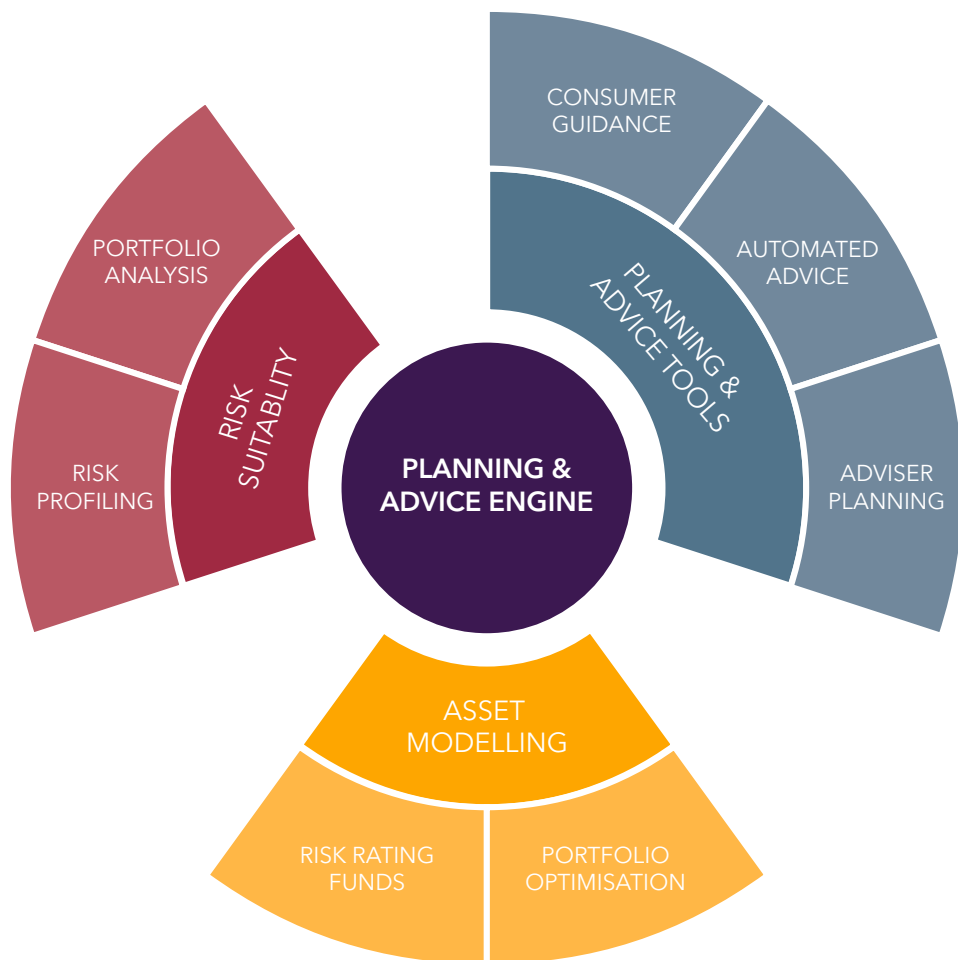 CONSUMER
GUIDANCE
AUTOMATED
ADVICE
ADVISER
PLANNING
PLANNING &
ADVICE TOOLS
PORTFOLIO
ANALYSIS
RISK
PROFILING
RISK
SUITABLITY
PLANNING &
ADVICE ENGINE
ASSET
MODELLING
RISK RATING
FUNDS
PORTFOLIO
OPTIMISATION